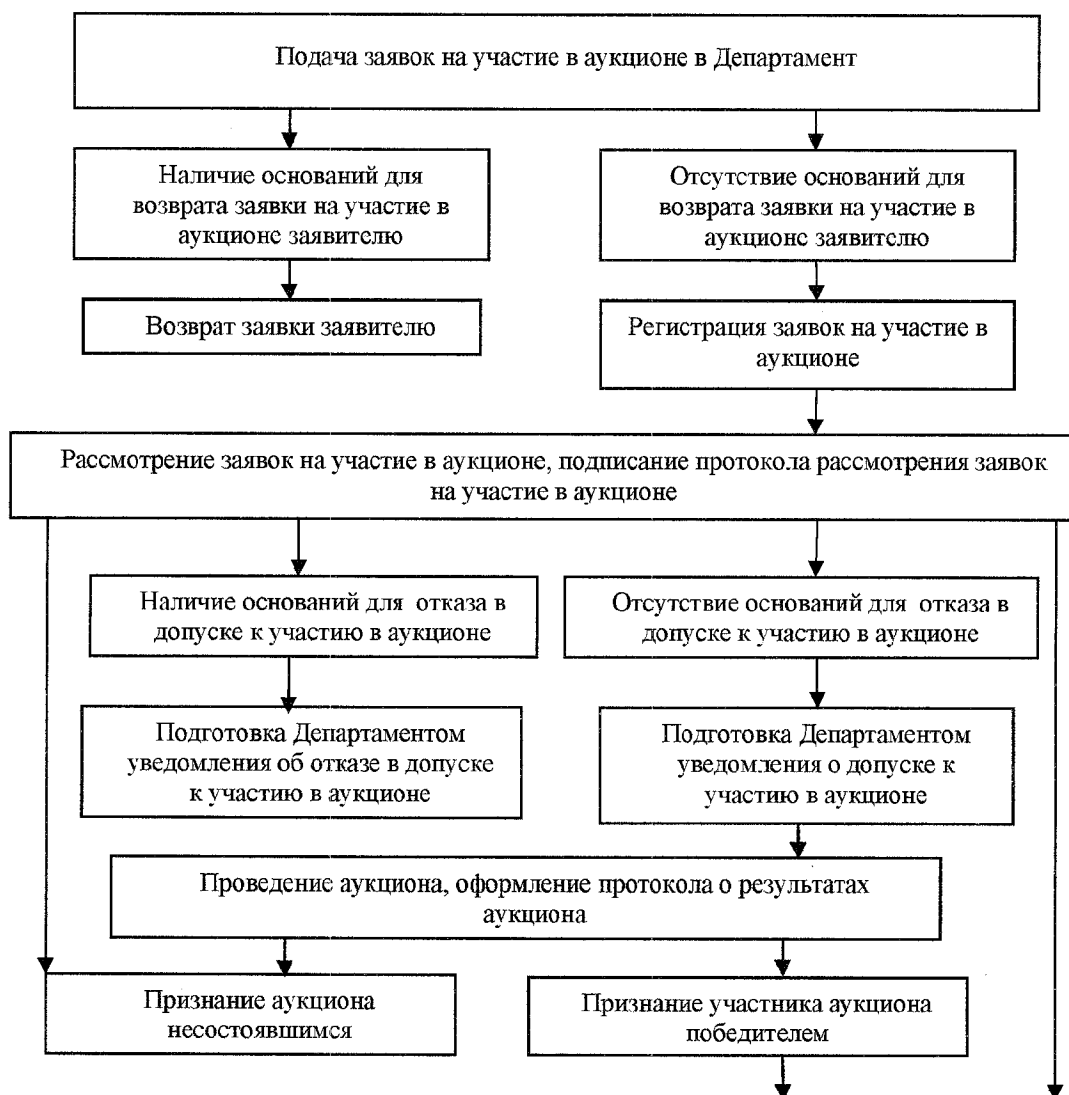 Подача заявок на участие в аукционе в Департамент
Наличие оснований для
возврата заявки на участие в
аукционе заявителю
Отсутствие оснований для
возврата заявки на участие в
аукционе заявителю
Возврат заявки заявителю
Регистрация заявок на участие в
аукционе
Рассмотрение заявок на участие в аукционе, подписание протокола рассмотрения заявок
на участие в аукционе
Наличие оснований для отказа в
допуске к участию в аукционе
Отсутствие оснований для отказа в
допуске к участию в аукционе
Подготовка Департаментом
уведомления об отказе в допуске
к участию в аукционе
Подготовка Департаментом
уведомления о допуске к
участию в аукционе
Проведение аукциона, оформление протокола о результатах
аукциона
Признание аукциона
несостоявшимся
Признание участника аукциона
победителем